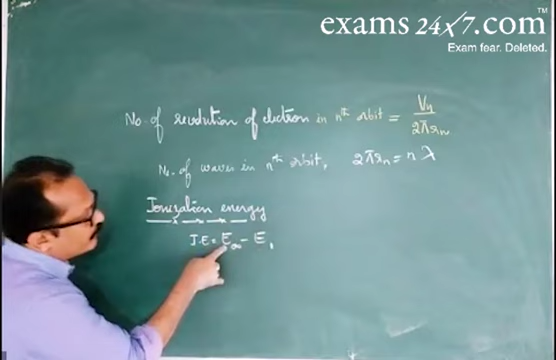 exams 24x7.com
Exam fear. Deleted.
No. of revolution of electron in nth orbit = Vn / 2πrn
No. of waves in nth orbit, 2πrn = n λ
Ionization energy
I.E = E∞ - E1